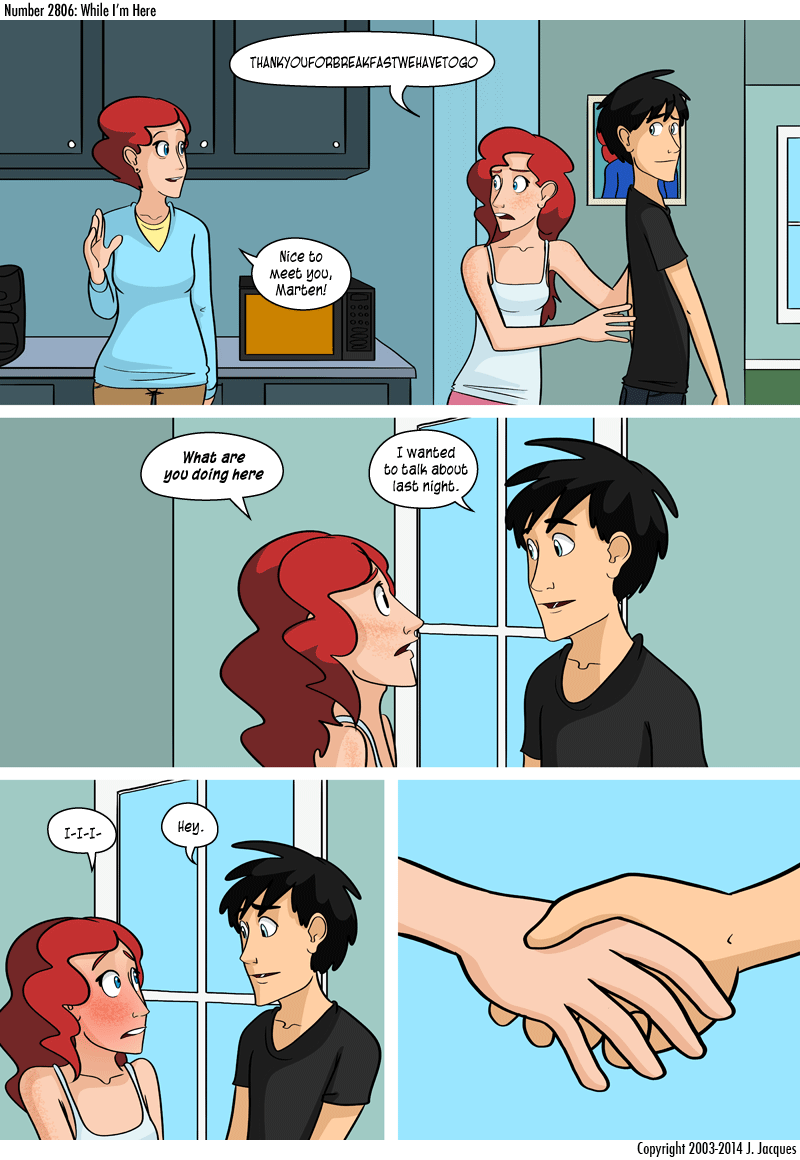 Number 2806: While I'm Here
THANKYOUFORBREAKFASTWEHAVETOGO
Nice to
meet you,
Marten!
What are
you doing here
I wanted
to talk about
last night.
I-I-I-
Hey.
Copyright 2003-2014 J. Jacques